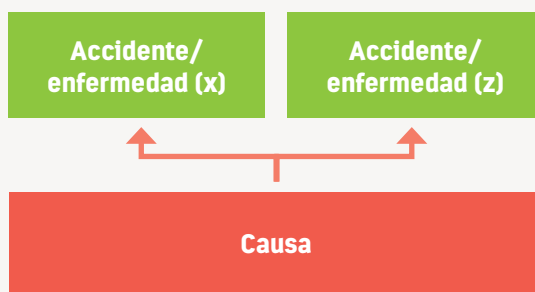 Accidente/
enfermedad (x)
Accidente/
enfermedad (z)
Causa